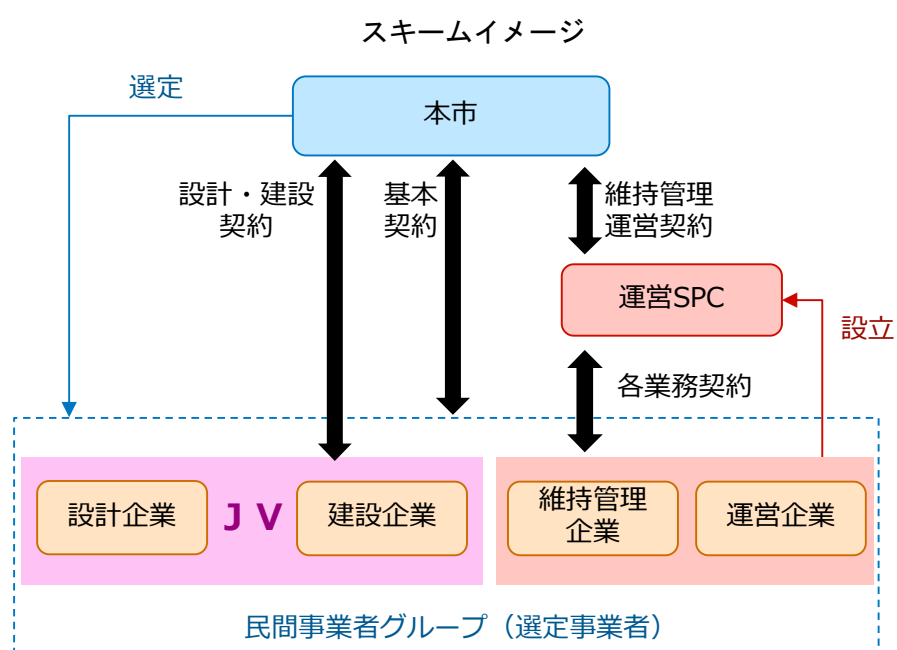 スキームイメージ
選定
本市
設計・建設
契約
基本
契約
維持管理
運営契約
運営SPC
設立
各業務契約
設計企業
ＪＶ
建設企業
維持管理
企業
運営企業
民間事業者グループ（選定事業者）